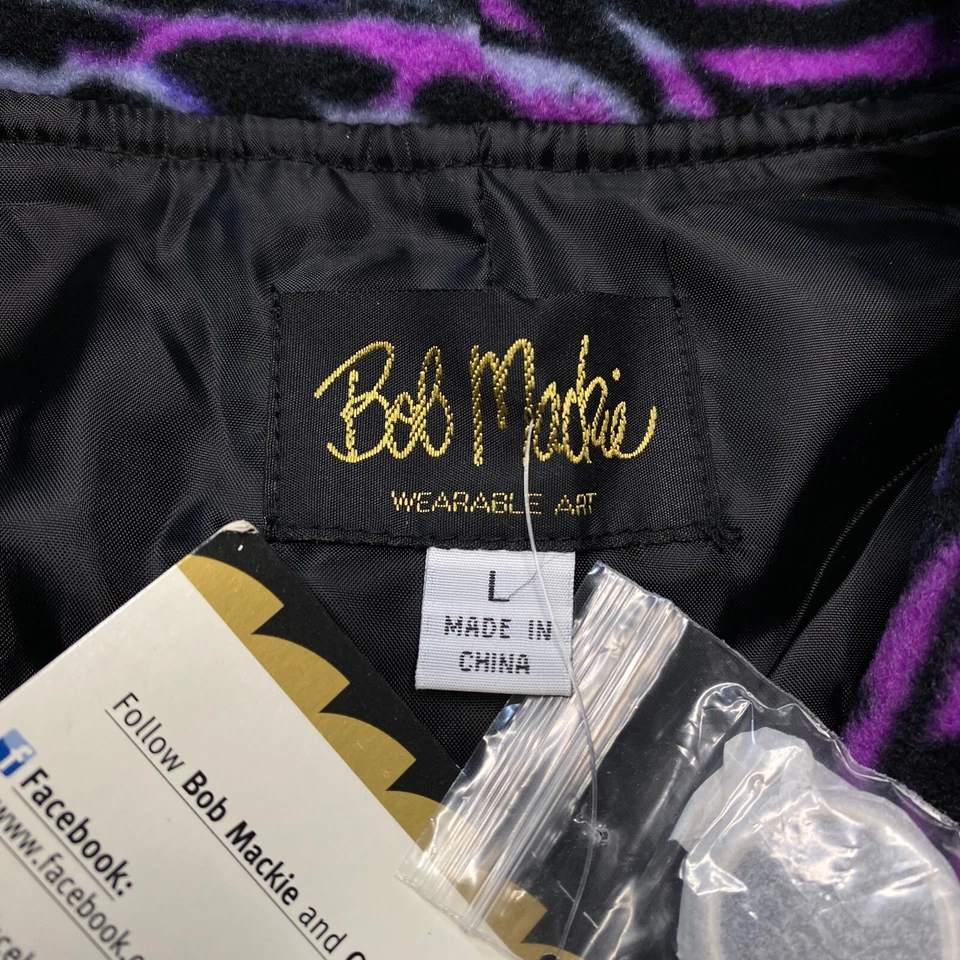 Bob Mackie
WEARABLE ART
L
MADE IN
CHINA
Follow Bob Mackie and
f Facebook:
www.facebook.